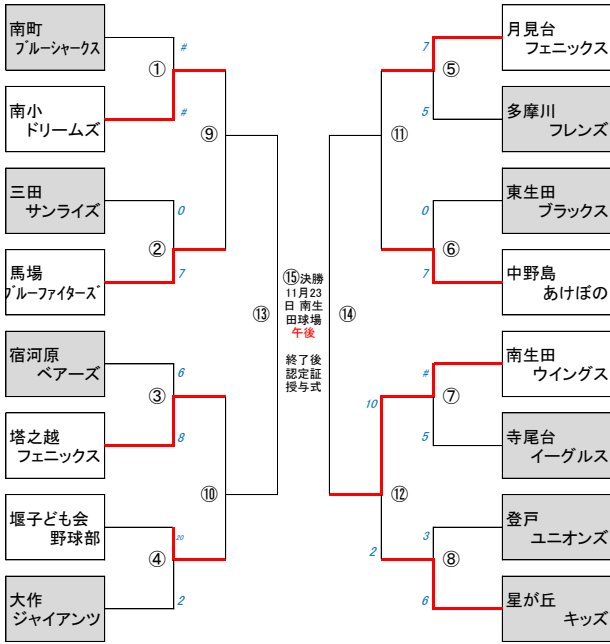 南町
ブルーシャークス
#
①
南小
ドリームズ
#
⑨
三田
サンライズ
0
②
馬場
ブルーファイターズ
7
⑬
宿河原
ベアーズ
6
③
塔之越
フェニックス
8
⑩
堰子ども会
野球部
20
④
大作
ジャイアンツ
2
⑮決勝
11月23
日 南生
田球場
午後
終了後
認定証
授与式
⑭
月見台
フェニックス
7
⑤
多摩川
フレンズ
5
⑪
東生田
ブラックス
0
⑥
中野島
あけぼの
7
南生田
ウイングス
#
⑦
10
寺尾台
イーグルス
5
⑫
登戸
ユニオンズ
3
2
⑧
星が丘
キッズ
6